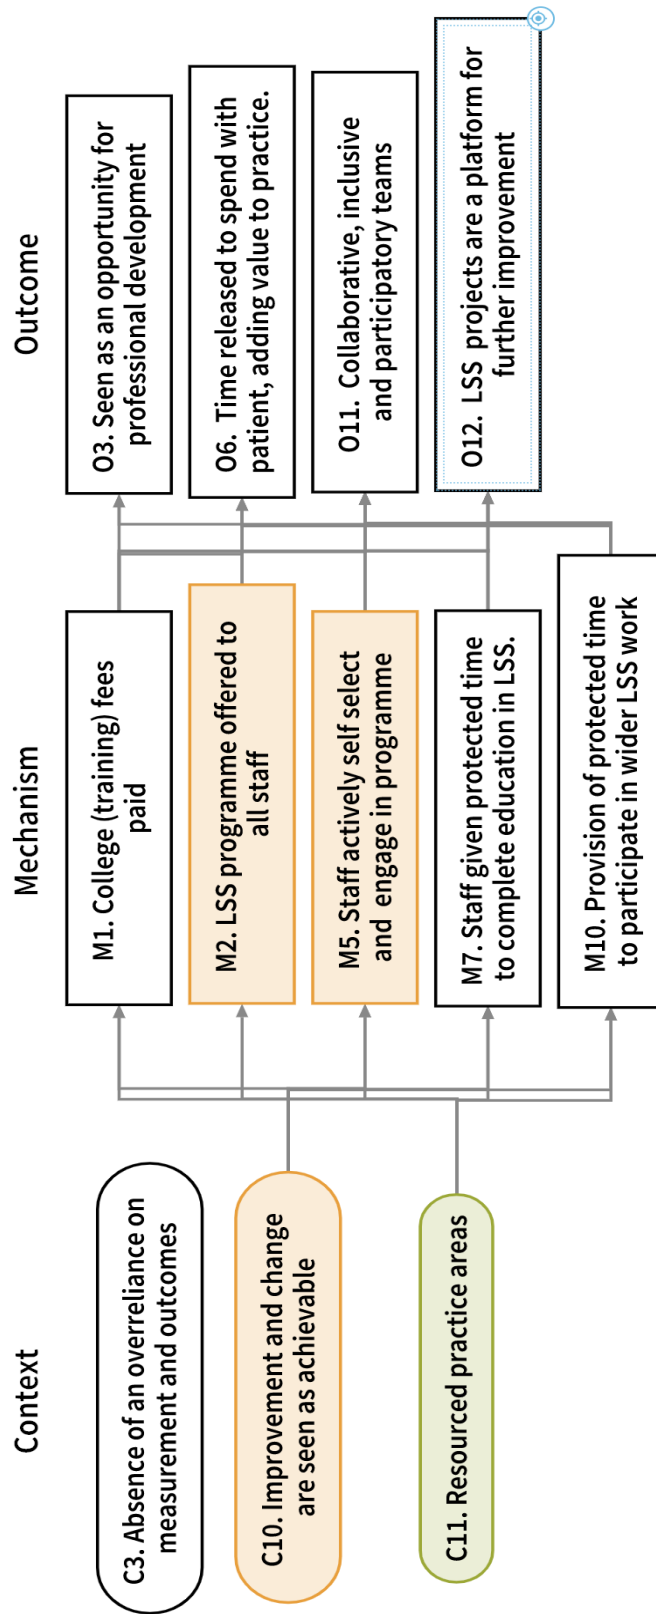 Context
Mechanism
Outcome
C3. Absence of an overreliance on
measurement and outcomes
C10. Improvement and change
are seen as achievable
C11. Resourced practice areas
M1. College (training) fees
paid
M2. LSS programme offered to
all staff
M5. Staff actively self select
and engage in programme
M7. Staff given protected time
to complete education in LSS.
M10. Provision of protected time
to participate in wider LSS work
O3. Seen as an opportunity for
professional development
O6. Time released to spend with
patient, adding value to practice.
O11. Collaborative, inclusive
and participatory teams
O12. LSS projects are a platform for
further improvement